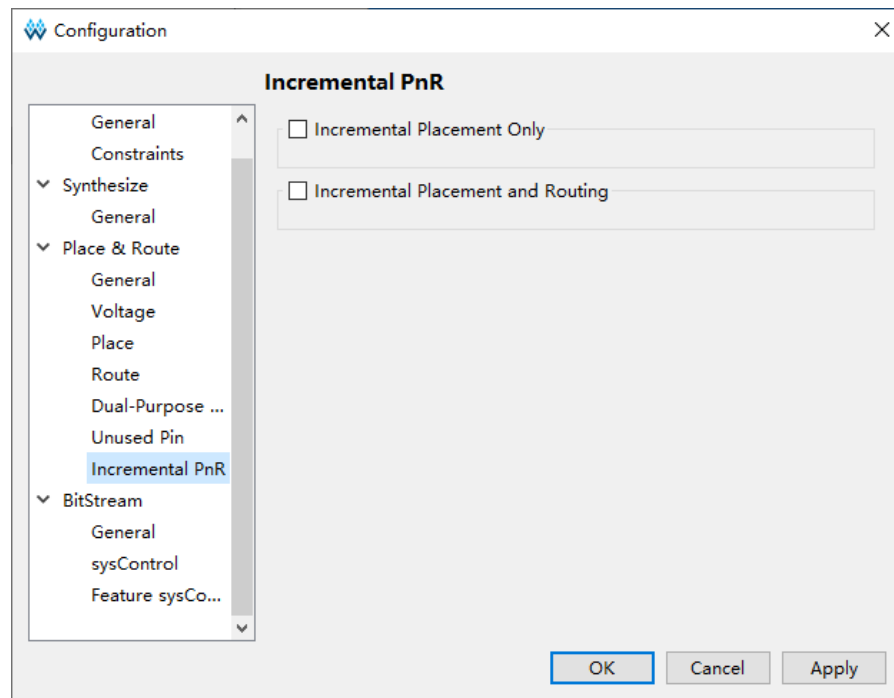 Configuration
Incremental PnR
General
Constraints
Synthesize
General
Place & Route
General
Voltage
Place
Route
Dual-Purpose ...
Unused Pin
Incremental PnR
BitStream
General
sysControl
Feature sysCo...
Incremental Placement Only
Incremental Placement and Routing
OK
Cancel
Apply